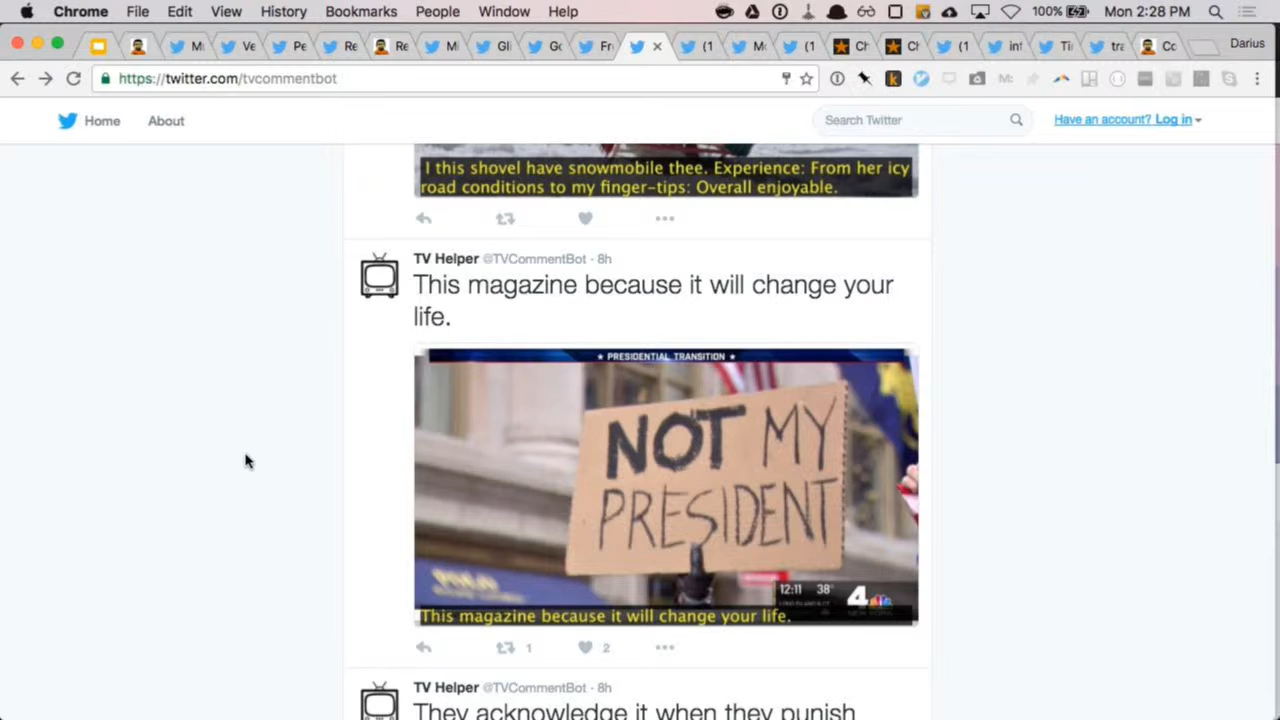 Chrome File Edit View History Bookmarks People Window Help 100% Mon 2:28 PM
Darius
https://twitter.com/tvcommentbot
Home About Search Twitter Have an account? Log in
I this shovel have snowmobile thee. Experience: From her icy
road conditions to my finger-tips: Overall enjoyable.
TV Helper @TVCommentBot · 8h
This magazine because it will change your
life.
★ PRESIDENTIAL TRANSITION ★
NOT MY
PRESIDENT
12:11 38°
4
This magazine because it will change your life.
1 2
TV Helper @TVCommentBot · 8h
They acknowledge it when they punish